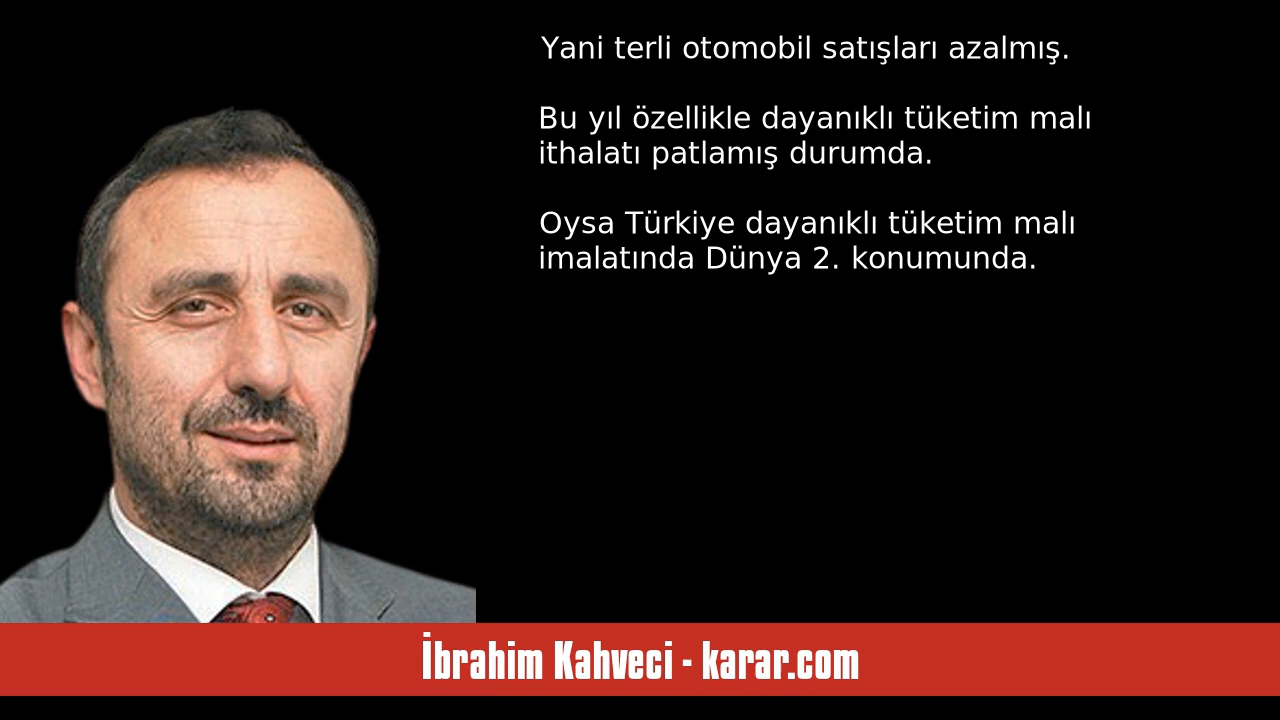 Yani terli otomobil satışları azalmış.
Bu yıl özellikle dayanıklı tüketim malı
ithalatı patlamış durumda.
Oysa Türkiye dayanıklı tüketim malı
imalatında Dünya 2. konumunda.
İbrahim Kahveci - karar.com